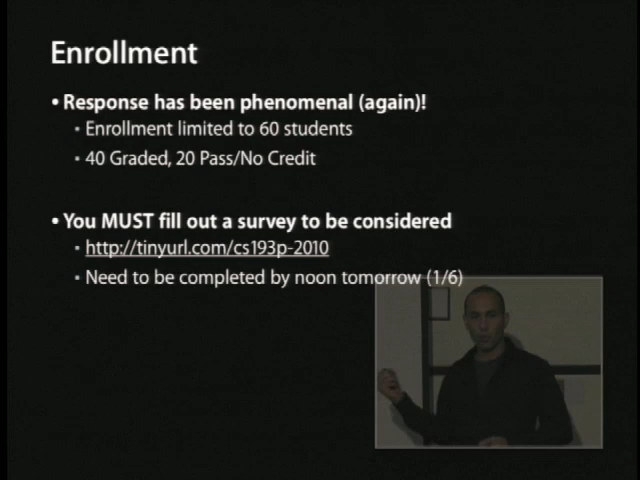 Enrollment
• Response has been phenomenal (again)!
▪ Enrollment limited to 60 students
▪ 40 Graded, 20 Pass/No Credit
• You MUST fill out a survey to be considered
▪ http://tinyurl.com/cs193p-2010
▪ Need to be completed by noon tomorrow (1/6)